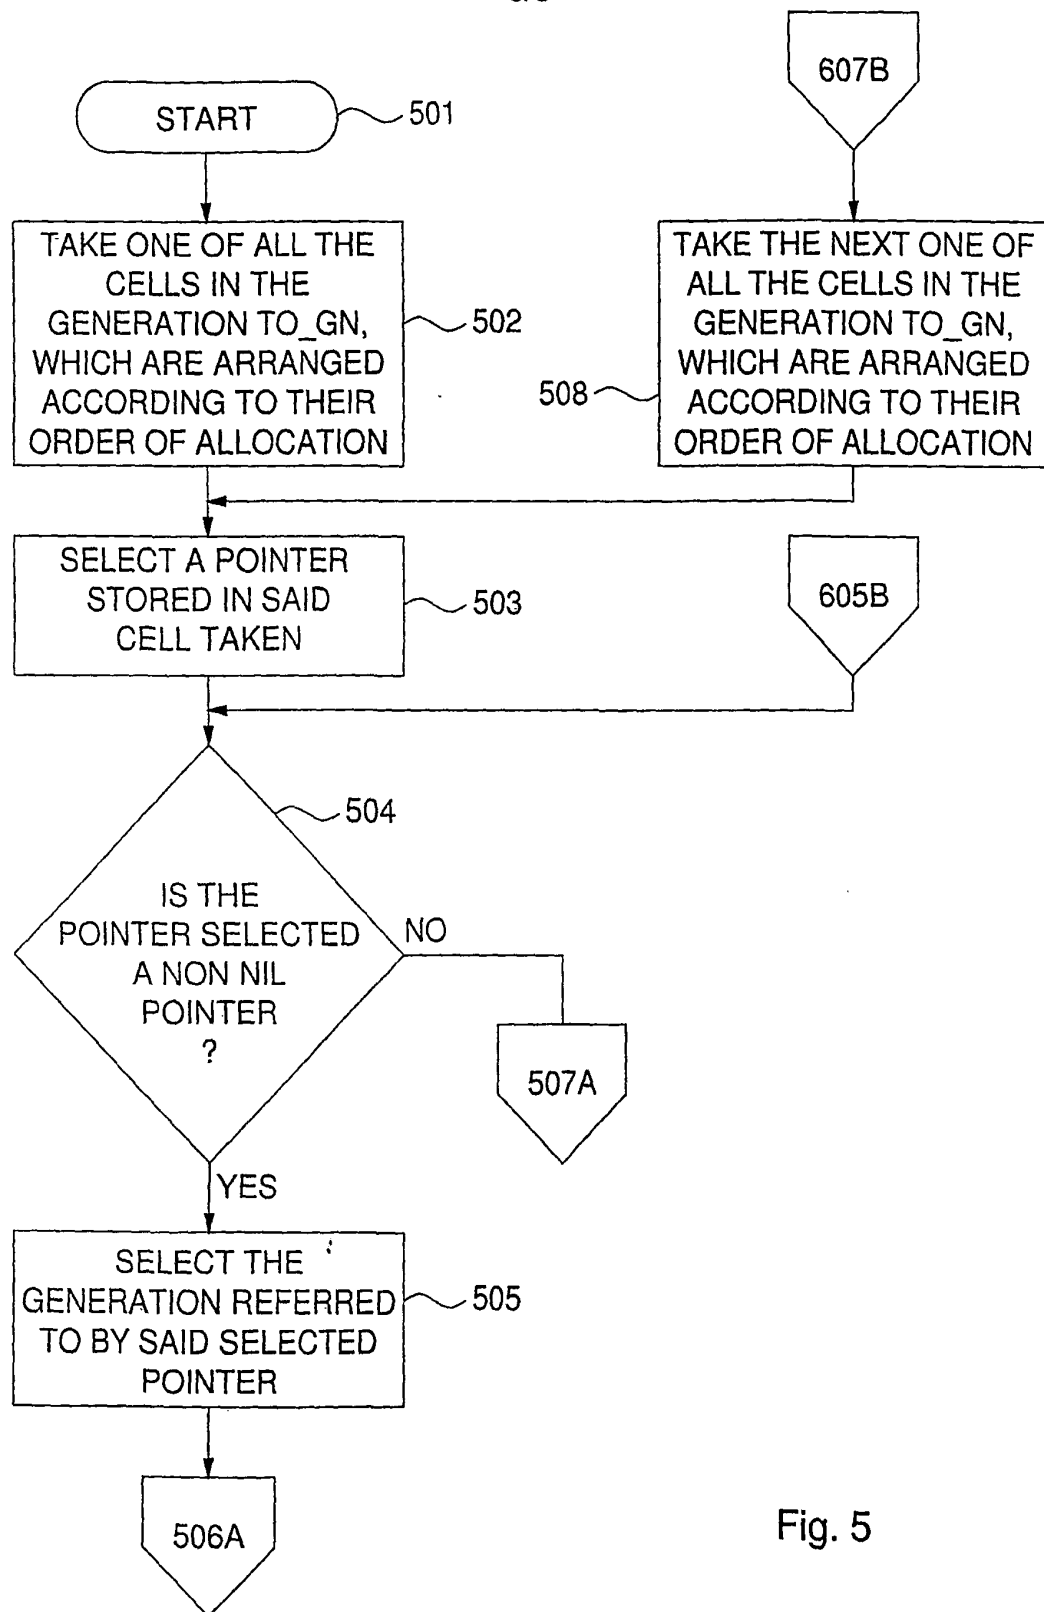 607B
START
501
TAKE ONE OF ALL THE
CELLS IN THE
GENERATION TO_GN,
WHICH ARE ARRANGED
ACCORDING TO THEIR
ORDER OF ALLOCATION
502
TAKE THE NEXT ONE OF
ALL THE CELLS IN THE
GENERATION TO_GN,
WHICH ARE ARRANGED
ACCORDING TO THEIR
ORDER OF ALLOCATION
508
SELECT A POINTER
STORED IN SAID
CELL TAKEN
503
605B
504
IS THE
POINTER SELECTED
A NON NIL
POINTER
?
NO
507A
YES
SELECT THE
GENERATION REFERRED
TO BY SAID SELECTED
POINTER
505
506A
Fig. 5